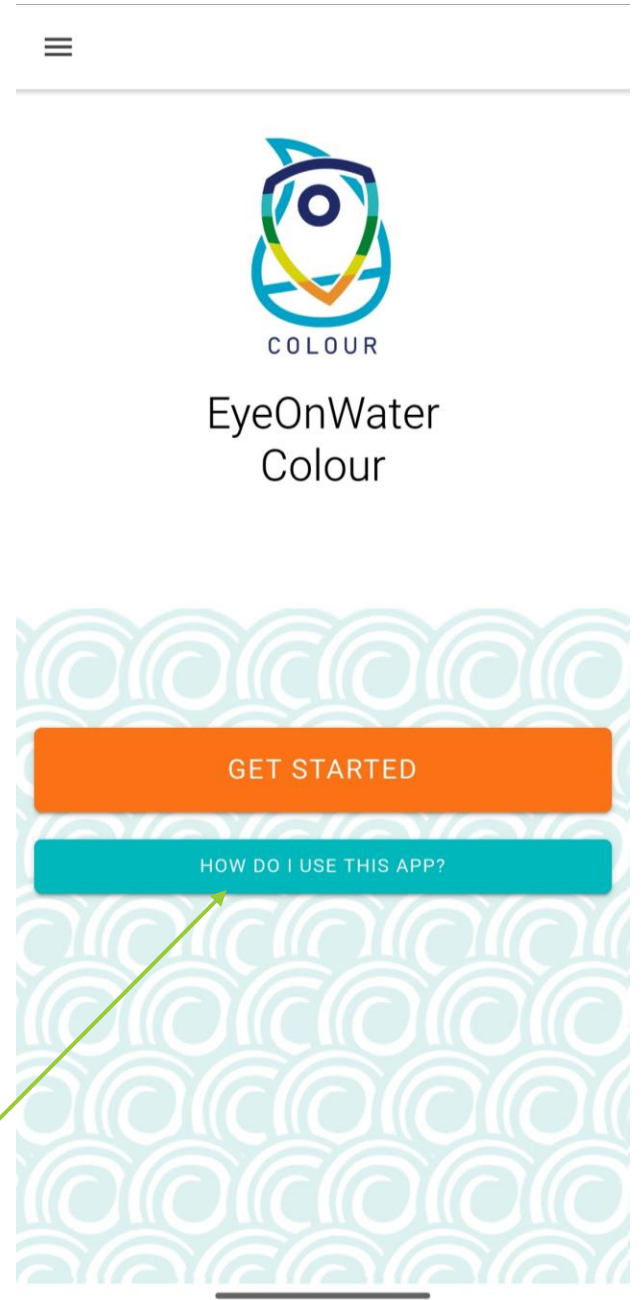 COLOUR
EyeOnWater
Colour
GET STARTED
HOW DO I USE THIS APP?